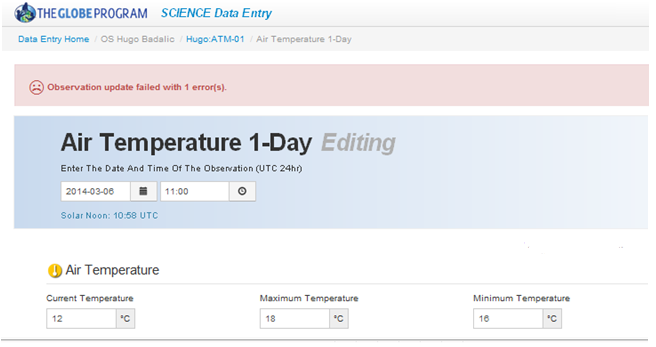 THE GLOBE PROGRAM SCIENCE Data Entry
Data Entry Home / OS Hugo Badalic / Hugo:ATM-01 / Air Temperature 1-Day
Observation update failed with 1 error(s).
Air Temperature 1-Day Editing
Enter The Date And Time Of The Observation (UTC 24hr)
2014-03-06 11:00
Solar Noon: 10:58 UTC
Air Temperature
Current Temperature Maximum Temperature Minimum Temperature
12 °C 18 °C 16 °C